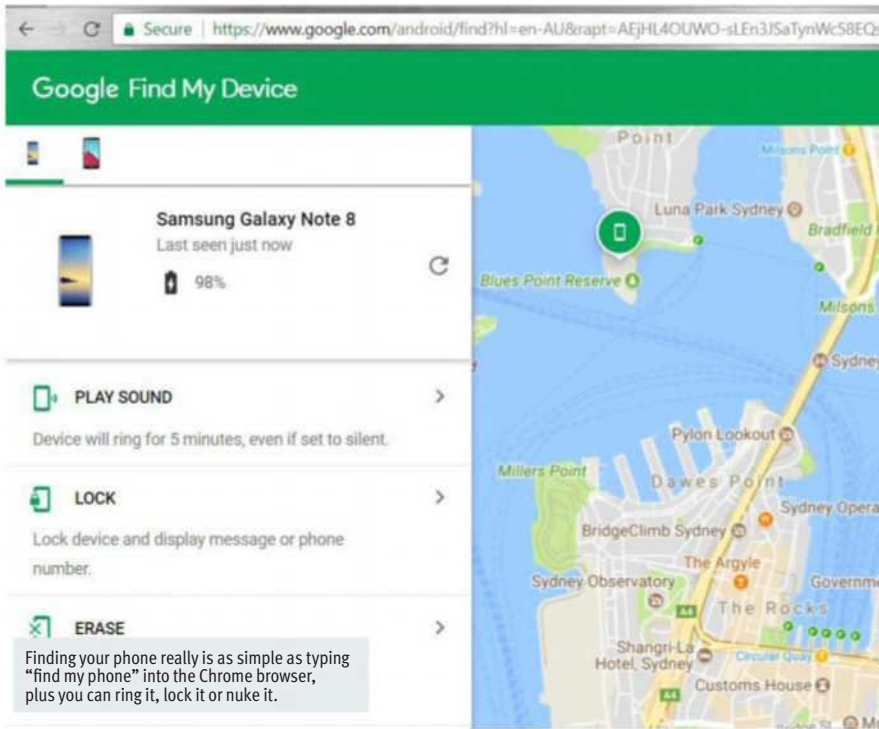 Secure https://www.google.com/android/find?hl=en-AU&rapt=
Google Find My Device
Samsung Galaxy Note 8
Last seen just now
98%
PLAY SOUND
Device will ring for 5 minutes, even if set to silent.
LOCK
Lock device and display message or phone
number.
ERASE
Finding your phone really is as simple as typing
“find my phone” into the Chrome browser,
plus you can ring it, lock it or nuke it.
Point
Milsons Point
Luna Park Sydney
Bradfield
Blues Point Reserve
Milsons
Sydney
Pylon Lookout
Millers Point
Dawes Point
Sydney Opera
BridgeClimb Sydney
The Argyle
Sydney Observatory
Governme
The Rocks
A4
Shangri-La
Hotel, Sydney
Circular Quay
Customs House
A4